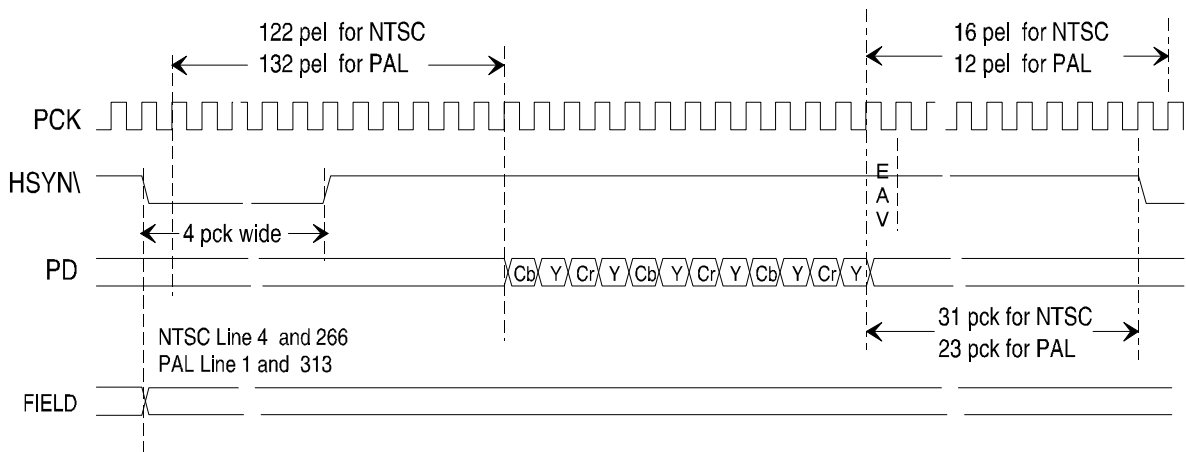 122 pel for NTSC
132 pel for PAL
16 pel for NTSC
12 pel for PAL
PCK
HSYN\
E
A
V
4 pck wide
PD
Cb Y Cr Y Cb Y Cr Y Cb Y Cr Y
31 pck for NTSC
23 pck for PAL
NTSC Line 4 and 266
PAL Line 1 and 313
FIELD